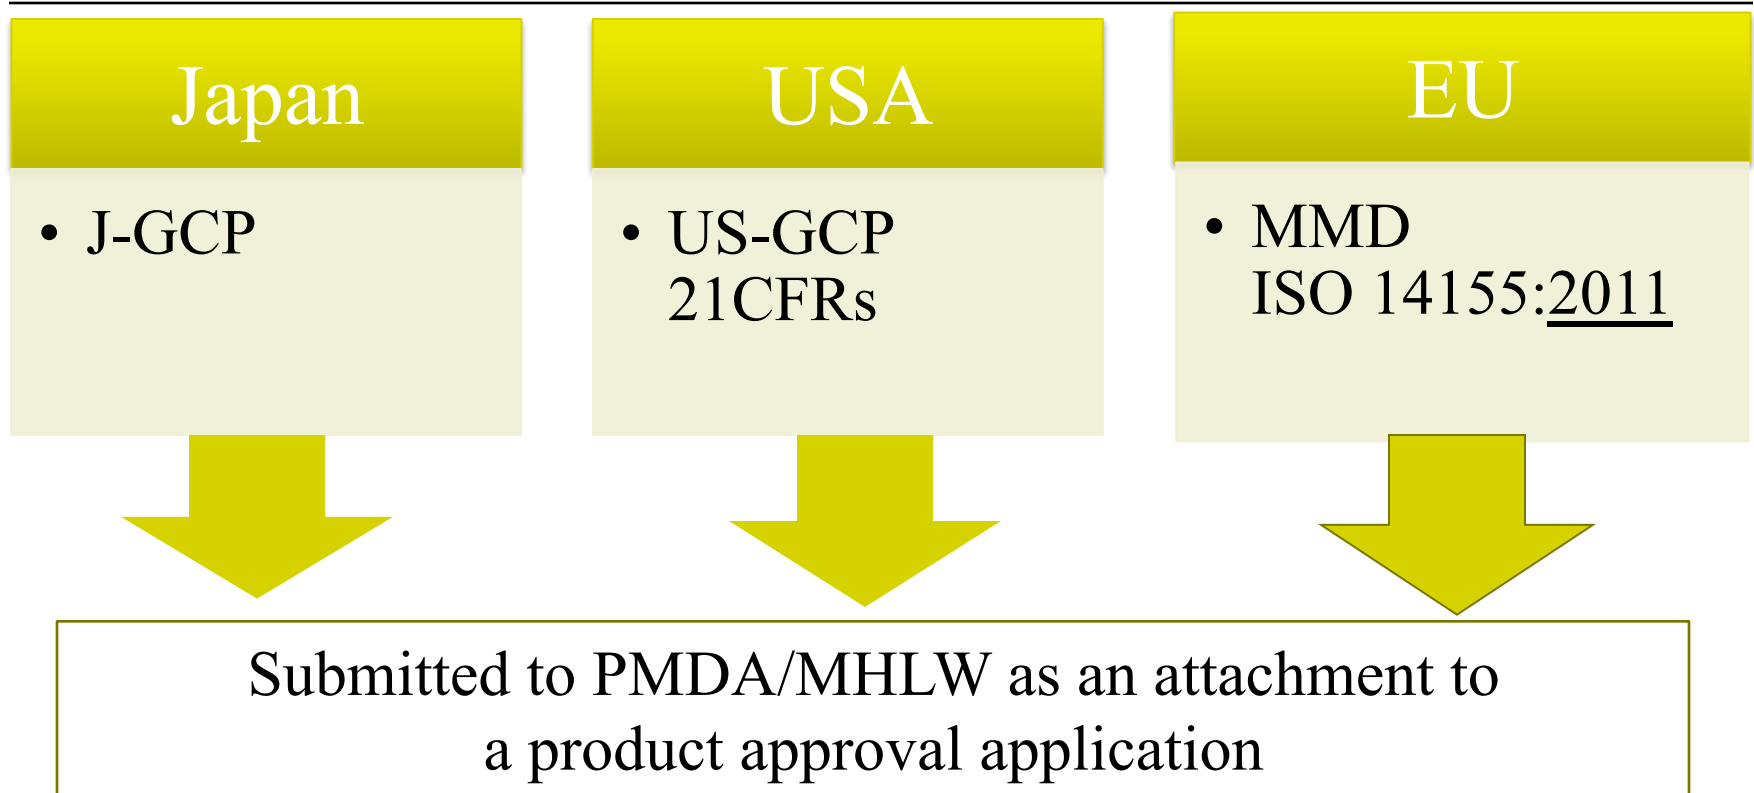 Japan
• J-GCP
USA
• US-GCP
21CFRs
EU
• MMD
ISO 14155:2011
Submitted to PMDA/MHLW as an attachment to
a product approval application